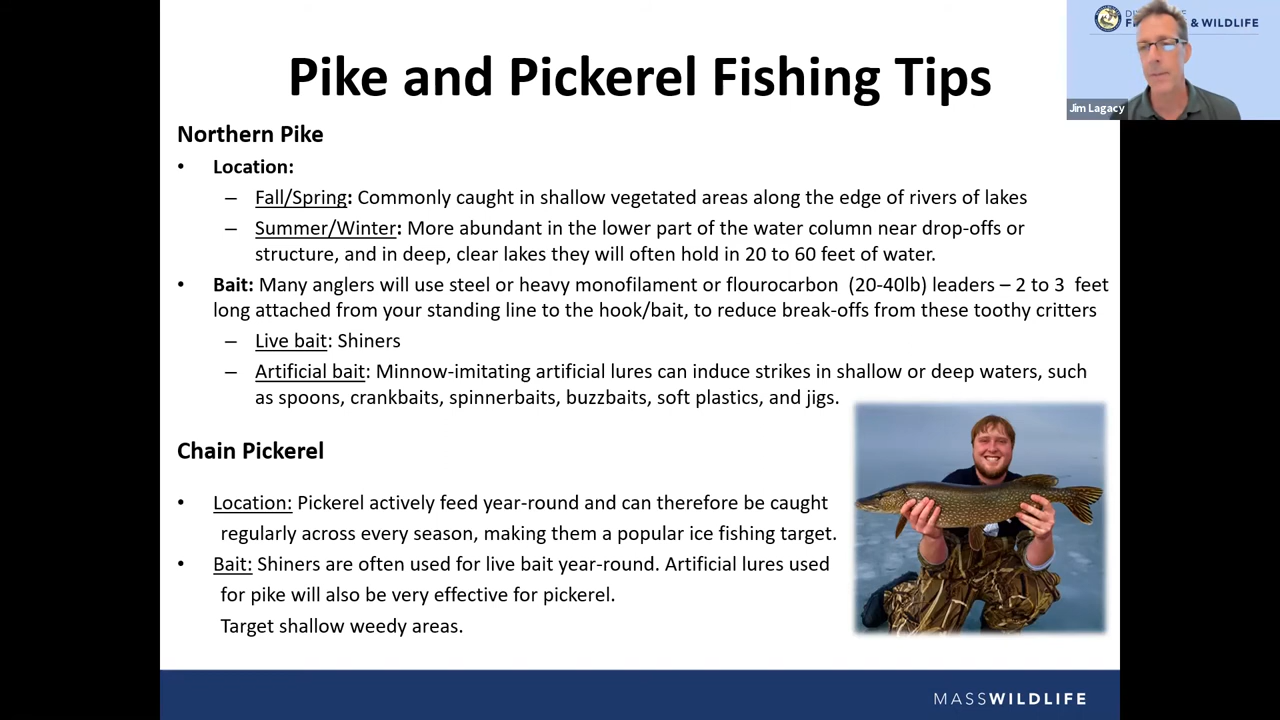 Pike and Pickerel Fishing Tips
& WILDLIFE
Jim Lagacy
Northern Pike
• Location:
– Fall/Spring: Commonly caught in shallow vegetated areas along the edge of rivers of lakes
– Summer/Winter: More abundant in the lower part of the water column near drop-offs or
structure, and in deep, clear lakes they will often hold in 20 to 60 feet of water.
• Bait: Many anglers will use steel or heavy monofilament or flourocarbon (20-40lb) leaders – 2 to 3 feet
long attached from your standing line to the hook/bait, to reduce break-offs from these toothy critters
– Live bait: Shiners
– Artificial bait: Minnow-imitating artificial lures can induce strikes in shallow or deep waters, such
as spoons, crankbaits, spinnerbaits, buzzbaits, soft plastics, and jigs.
Chain Pickerel
• Location: Pickerel actively feed year-round and can therefore be caught
regularly across every season, making them a popular ice fishing target.
• Bait: Shiners are often used for live bait year-round. Artificial lures used
for pike will also be very effective for pickerel.
Target shallow weedy areas.
MASSWILDLIFE